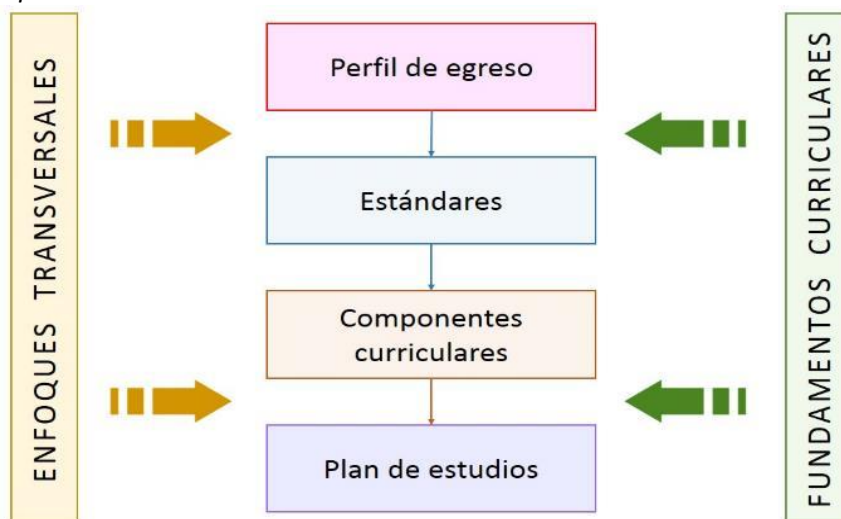 ENFOQUES TRANSVERSALES
Perfil de egreso
Estándares
Componentes
curriculares
Plan de estudios
FUNDAMENTOS CURRICULARES